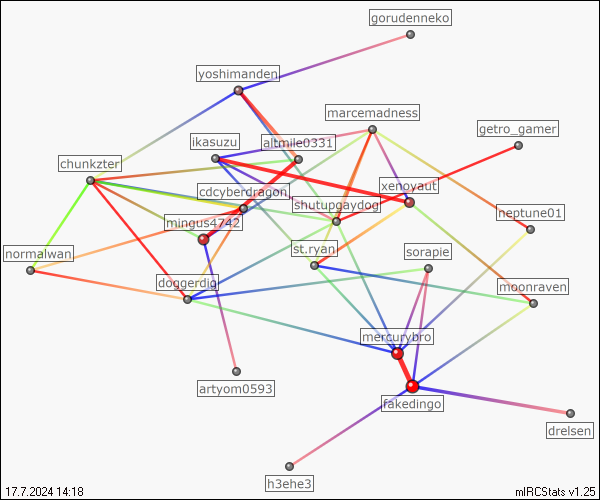 gorudenneko
yoshimanden
marcemadness
getro_gamer
ikasuzu
altmile0331
chunkzter
cdcyberdragon
xenoyaut
shutupgaydog
neptune01
mingus4742
normalwan
st.ryan
sorapie
doggerdig
moonraven
mercurybro
artyom0593
fakedingo
drelsen
h3ehe3
17.7.2024 14:18
mIRCStats v1.25